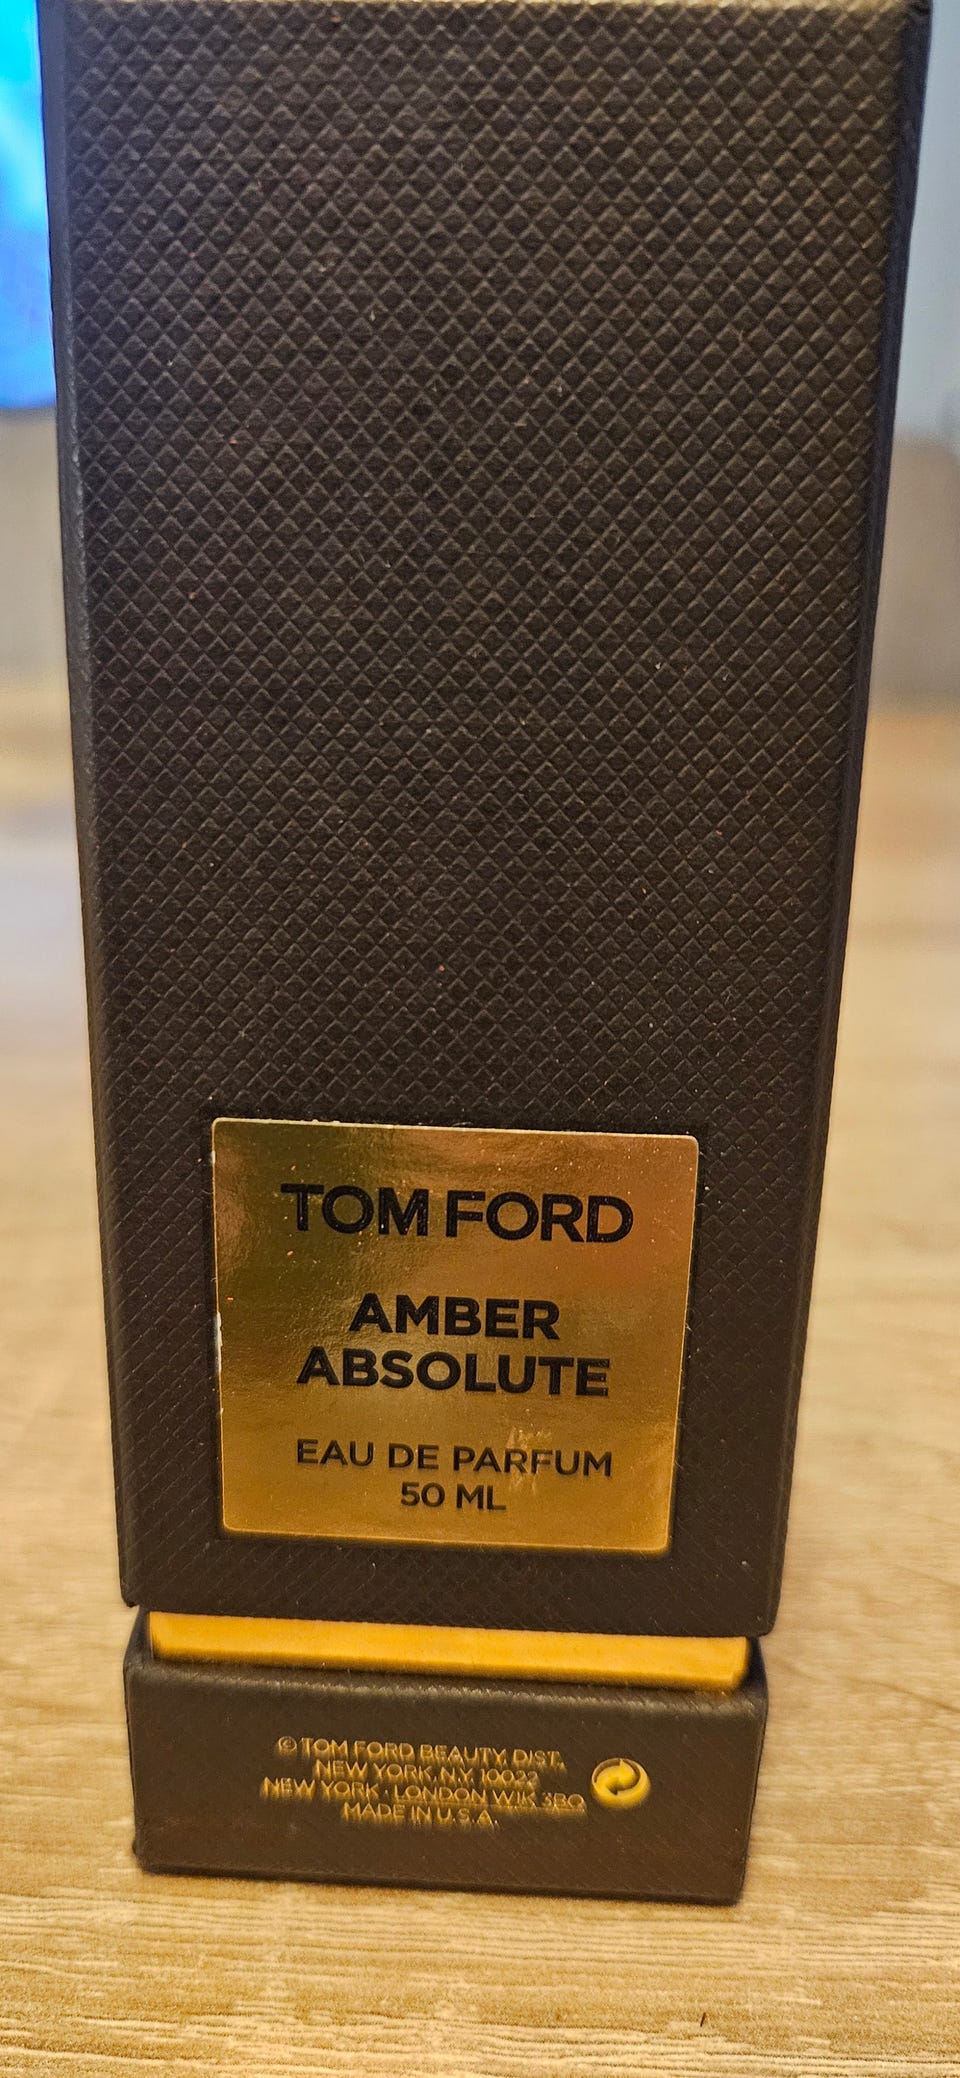 TOM FORD
AMBER
ABSOLUTE
EAU DE PARFUM
50 ML
© TOM FORD BEAUTY, DIST.
NEW YORK, N.Y. 10022
NEW YORK · LONDON W1K 3BQ
MADE IN U.S.A.